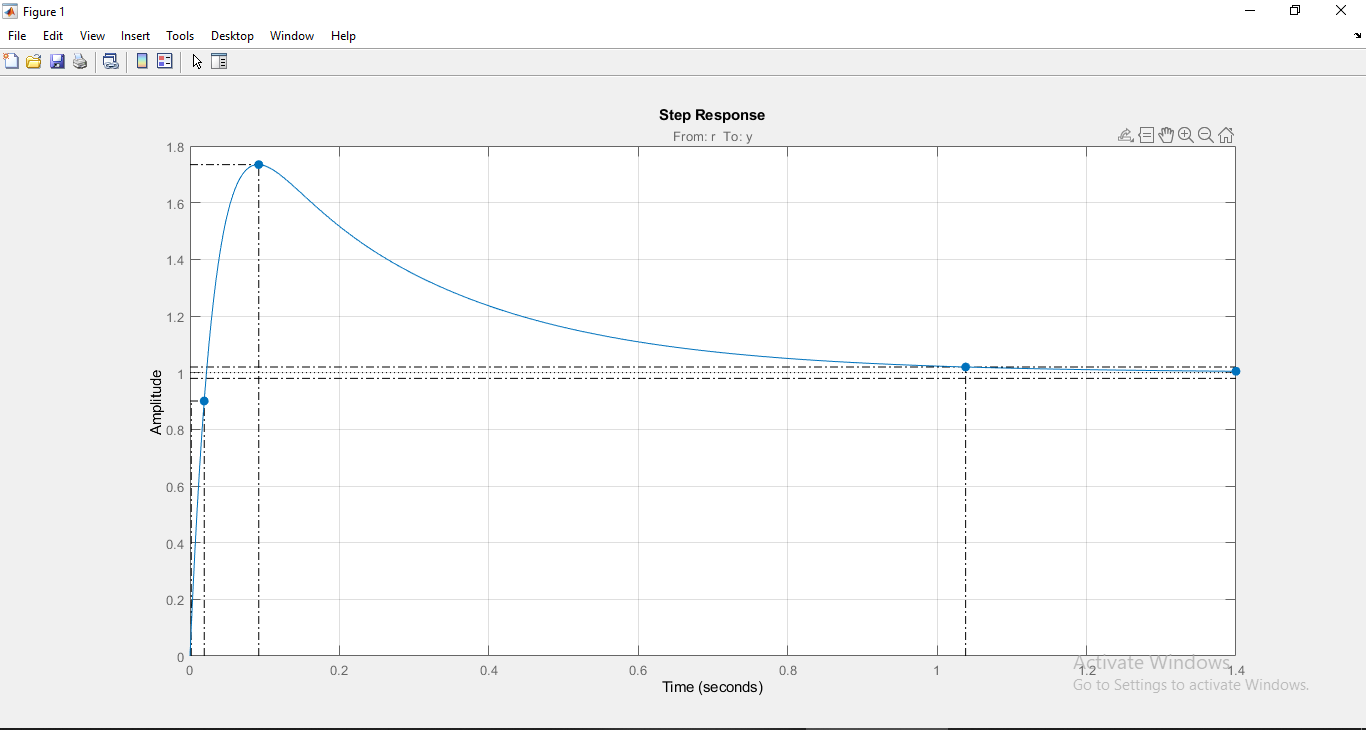 Figure 1
File Edit View Insert Tools Desktop Window Help
Step Response
From: r To: y
1.8
1.6
1.4
1.2
1
0.8
0.6
0.4
0.2
0
Amplitude
0 0.2 0.4 0.6 0.8 1 1.2 1.4
Time (seconds)
Activate Windows
Go to Settings to activate Windows.